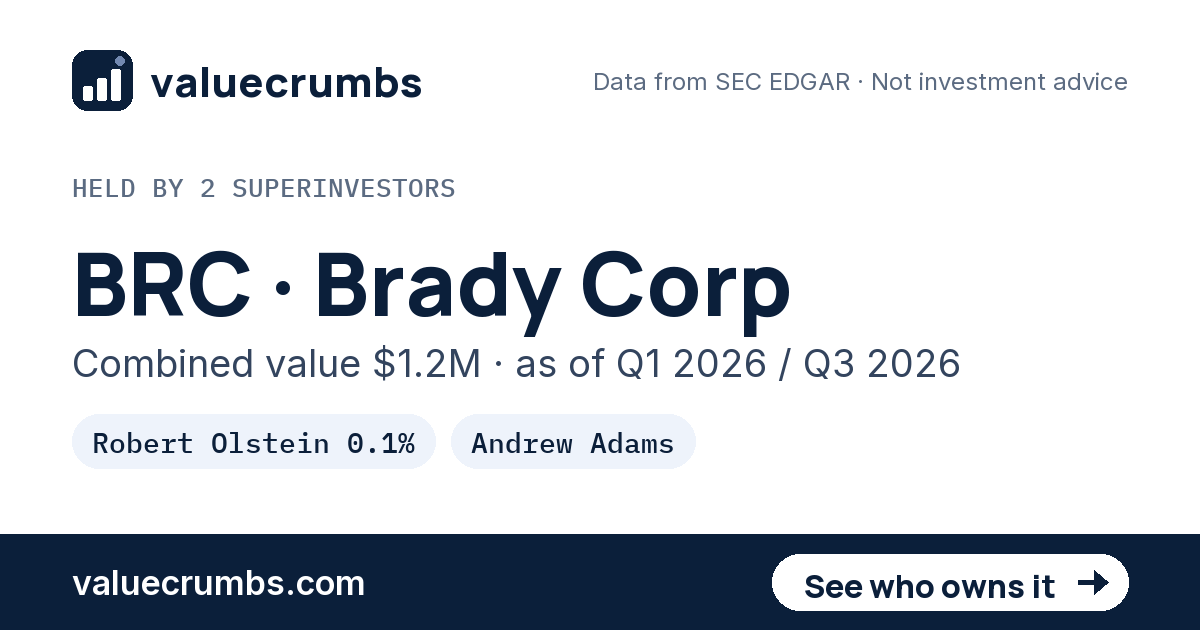 valuecrumbs
Data from SEC EDGAR · Not investment advice
HELD BY 2 SUPERINVESTORS
BRC · Brady Corp
Combined value $1.2M · as of Q1 2026 / Q3 2026
Robert Olstein 0.1%
Andrew Adams
valuecrumbs.com
See who owns it →